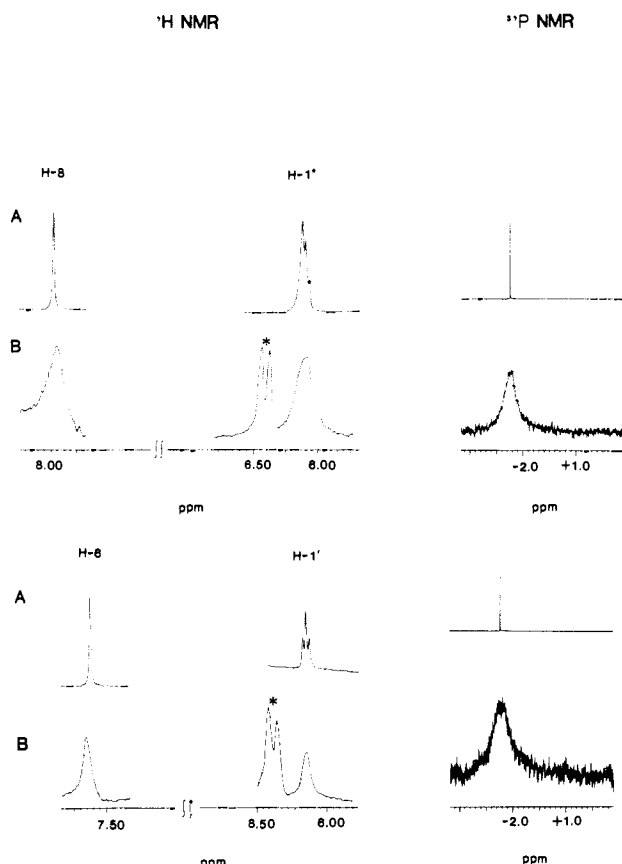 ¹H NMR ³¹P NMR
H-8 H-1*
A
*
B
*
8.00 6.50 6.00 -2.0 +1.0
ppm ppm
H-6 H-1′
A
B
*
7.50 8.50 6.00 -2.0 +1.0
ppm ppm